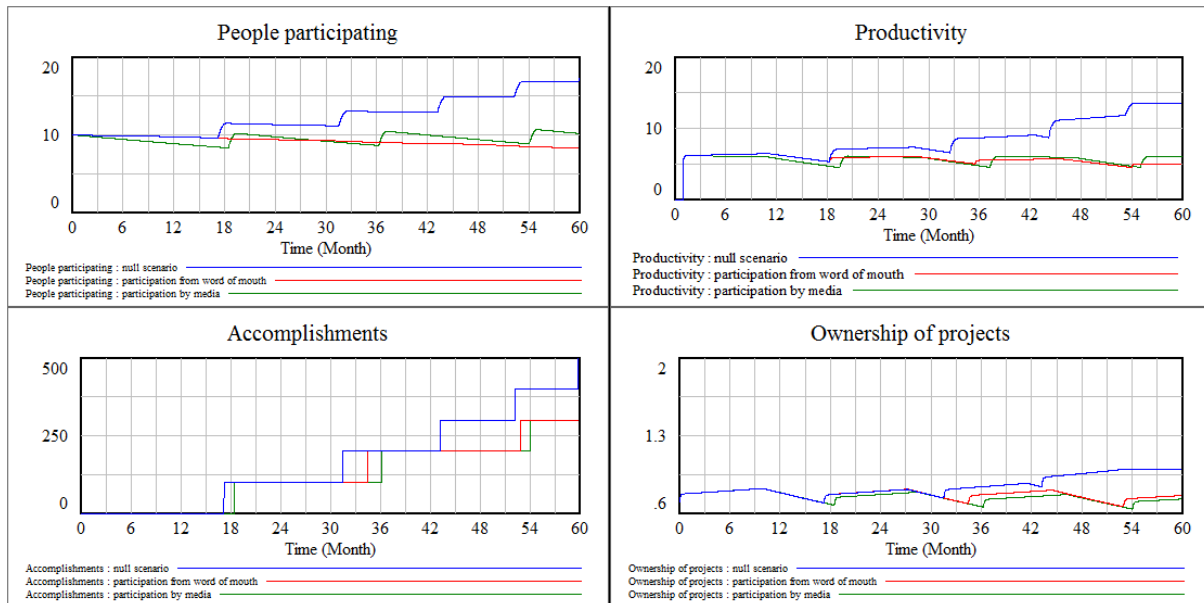 People participating
20
10
0
0 6 12 18 24 30 36 42 48 54 60
Time (Month)
People participating : null scenario
People participating : participation from word of mouth
People participating : participation by media
Productivity
20
10
0
0 6 12 18 24 30 36 42 48 54 60
Time (Month)
Productivity : null scenario
Productivity : participation from word of mouth
Productivity : participation by media
Accomplishments
500
250
0
0 6 12 18 24 30 36 42 48 54 60
Time (Month)
Accomplishments : null scenario
Accomplishments : participation from word of mouth
Accomplishments : participation by media
Ownership of projects
2
1.3
.6
0 6 12 18 24 30 36 42 48 54 60
Time (Month)
Ownership of projects : null scenario
Ownership of projects : participation from word of mouth
Ownership of projects : participation by media